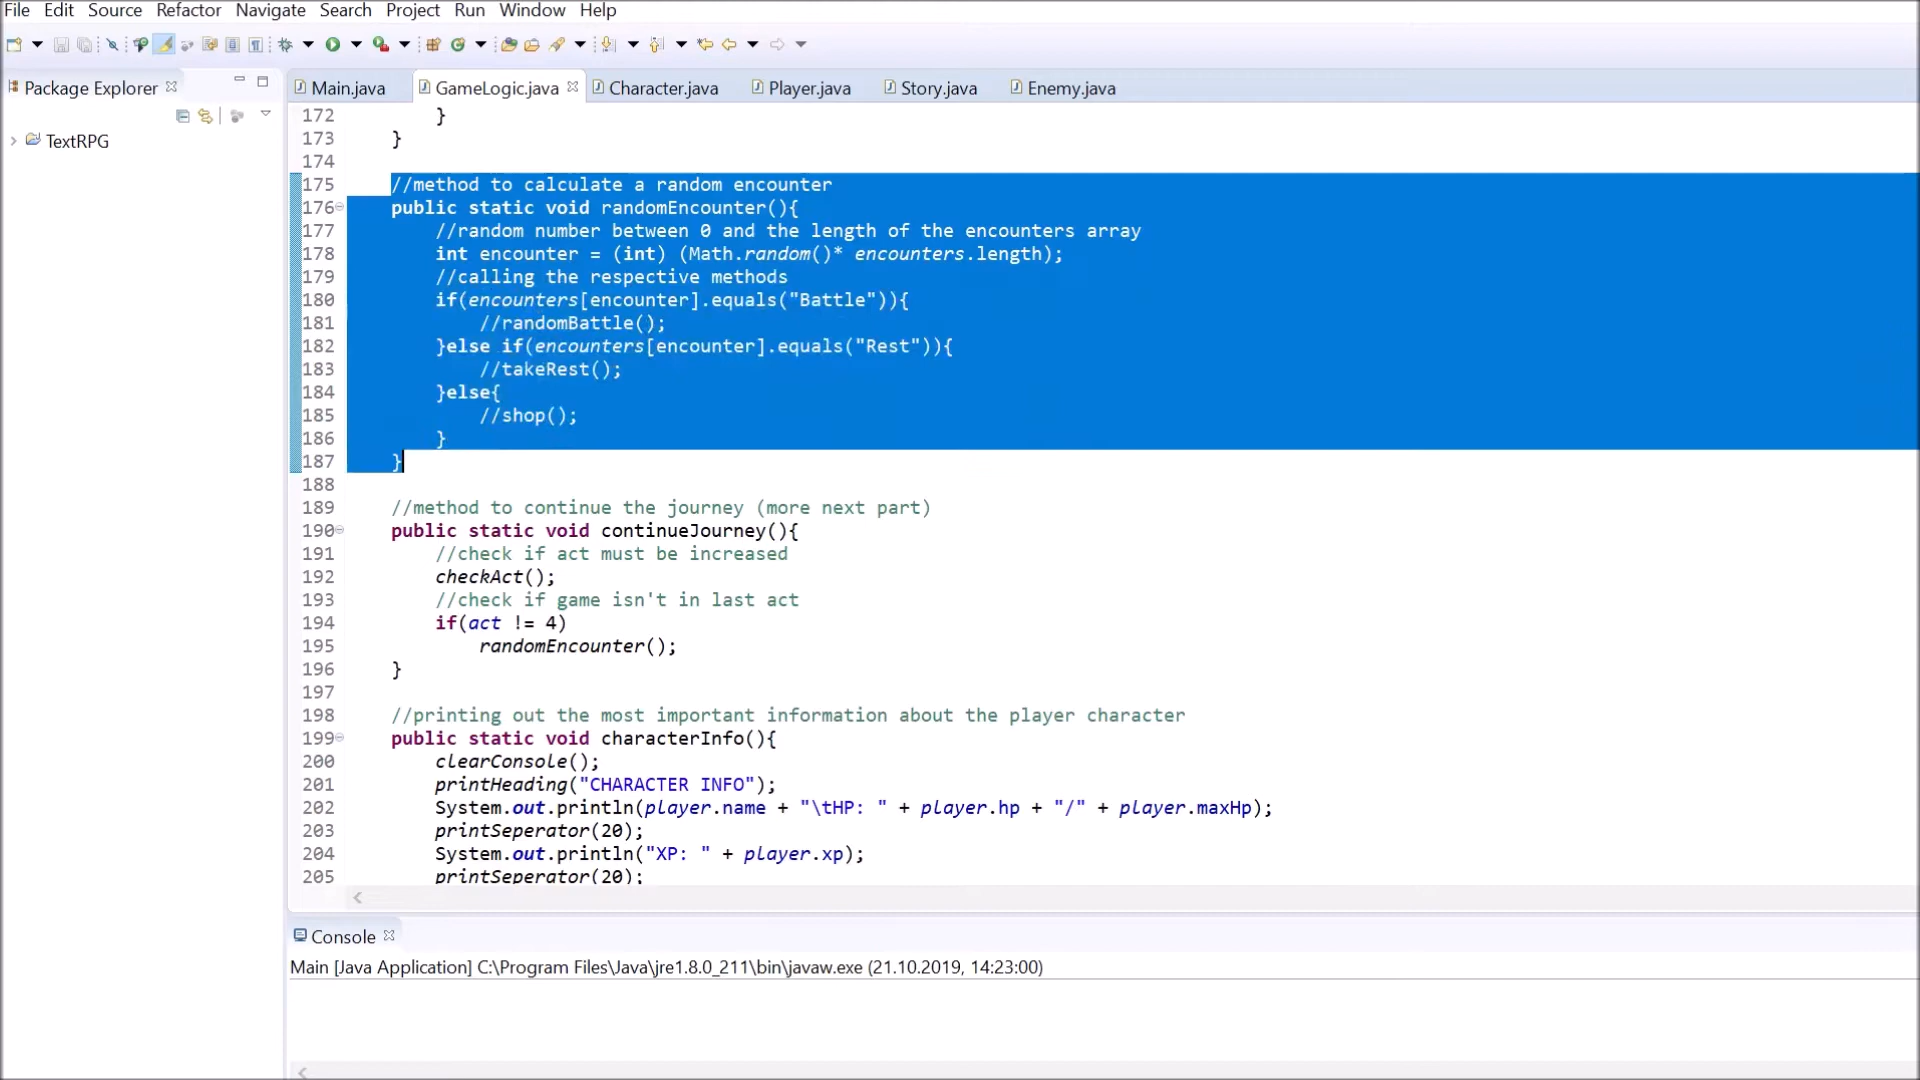 File Edit Source Refactor Navigate Search Project Run Window Help
Package Explorer
TextRPG
Main.java GameLogic.java Character.java Player.java Story.java Enemy.java
172 }
173 }
174
175 //method to calculate a random encounter
176 public static void randomEncounter(){
177 //random number between 0 and the length of the encounters array
178 int encounter = (int) (Math.random()* encounters.length);
179 //calling the respective methods
180 if(encounters[encounter].equals("Battle")){
181 //randomBattle();
182 }else if(encounters[encounter].equals("Rest")){
183 //takeRest();
184 }else{
185 //shop();
186 }
187 }
188
189 //method to continue the journey (more next part)
190 public static void continueJourney(){
191 //check if act must be increased
192 checkAct();
193 //check if game isn't in last act
194 if(act != 4)
195 randomEncounter();
196 }
197
198 //printing out the most important information about the player character
199 public static void characterInfo(){
200 clearConsole();
201 printHeading("CHARACTER INFO");
202 System.out.println(player.name + "\tHP: " + player.hp + "/" + player.maxHp);
203 printSeperator(20);
204 System.out.println("XP: " + player.xp);
205 printSeperator(20);
Console
Main [Java Application] C:\Program Files\Java\jre1.8.0_211\bin\javaw.exe (21.10.2019, 14:23:00)